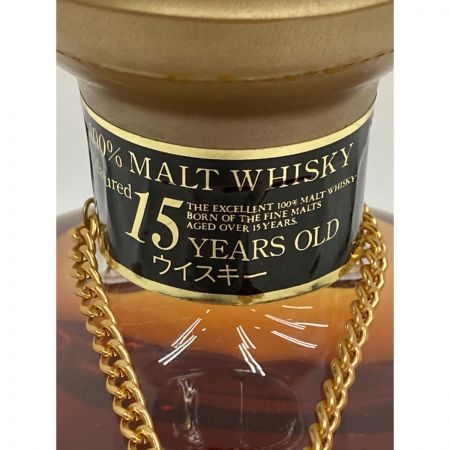 100% MALT WHISKY
15
THE EXCELLENT 100% MALT WHISKY
BORN OF THE FINE MALTS
AGED OVER 15 YEARS.
YEARS OLD
ウイスキー